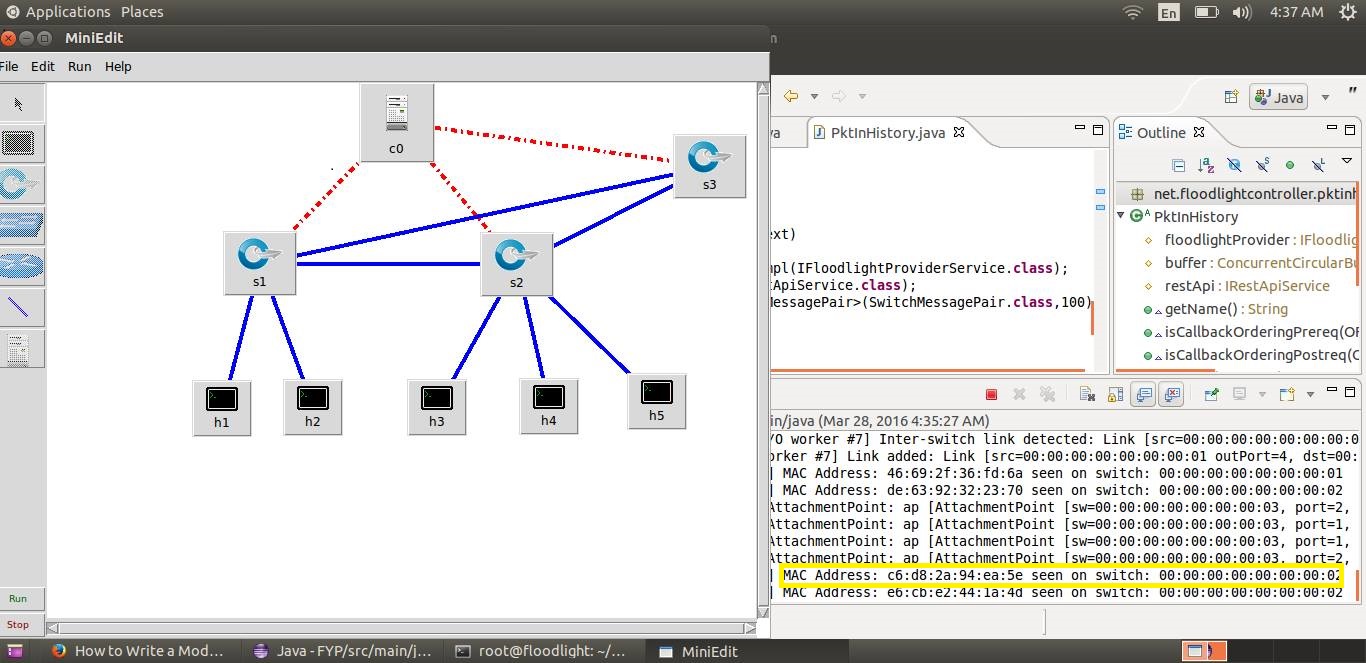 Applications Places
En 4:37 AM
MiniEdit
File Edit Run Help
c0
s3
s1
s2
h1
h2
h3
h4
h5
Run
Stop
Java
PktInHistory.java
Outline
ext)
mpl(IFloodlightProviderService.class);
tApiService.class);
MessagePair>(SwitchMessagePair.class,100)
net.floodlightcontroller.pktinh
PktInHistory
floodlightProvider : IFloodlig
buffer : ConcurrentCircularBu
restApi : IRestApiService
getName() : String
isCallbackOrderingPrereq(OF
isCallbackOrderingPostreq(O
in/java (Mar 28, 2016 4:35:27 AM)
/O worker #7] Inter-switch link detected: Link [src=00:00:00:00:00:00:0
orker #7] Link added: Link [src=00:00:00:00:00:00:00:01 outPort=4, dst=00:
] MAC Address: 46:69:2f:36:fd:6a seen on switch: 00:00:00:00:00:00:00:01
] MAC Address: de:63:92:32:23:70 seen on switch: 00:00:00:00:00:00:00:02
AttachmentPoint: ap [AttachmentPoint [sw=00:00:00:00:00:00:00:03, port=2,
AttachmentPoint: ap [AttachmentPoint [sw=00:00:00:00:00:00:00:03, port=1,
AttachmentPoint: ap [AttachmentPoint [sw=00:00:00:00:00:00:00:03, port=1,
AttachmentPoint: ap [AttachmentPoint [sw=00:00:00:00:00:00:00:03, port=2,
] MAC Address: c6:d8:2a:94:ea:5e seen on switch: 00:00:00:00:00:00:00:02
] MAC Address: e6:cb:e2:44:1a:4d seen on switch: 00:00:00:00:00:00:00:02
How to Write a Mod...
Java - FYP/src/main/j...
root@floodlight: ~/...
MiniEdit